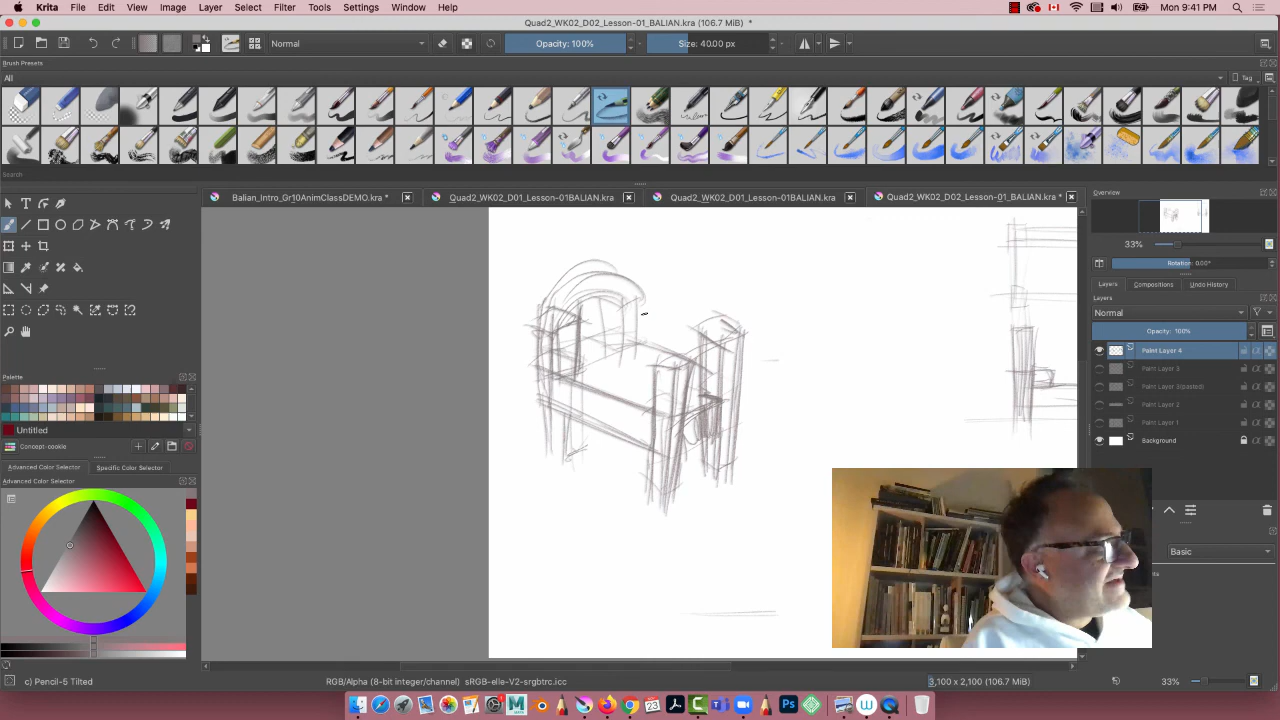 Krita File Edit View Image Layer Select Filter Tools Settings Window Help Mon 9:41 PM
Quad2_WK02_D02_Lesson-01_BALIAN.kra (106.7 MiB) *
Normal Opacity: 100% Size: 40.00 px
Brush Presets
All Tag
Search
Balian_Intro_Gr10AnimClassDEMO.kra * Quad2_WK02_D01_Lesson-01BALIAN.kra Quad2_WK02_D01_Lesson-01BALIAN.kra Quad2_WK02_D02_Lesson-01_BALIAN.kra * Overview
33%
Rotation: 0.00°
Layers Compositions Undo History
Layers
Normal
Opacity: 100%
Paint Layer 4
Paint Layer 3
Paint Layer 3(pasted)
Paint Layer 2
Paint Layer 1
Background
Palette
Untitled
Concept-cookie
Advanced Color Selector Specific Color Selector
Advanced Color Selector
Basic
c) Pencil-5 Tilted RGB/Alpha (8-bit integer/channel) sRGB-elle-V2-srgbtrc.icc 3,100 x 2,100 (106.7 MiB) 33%